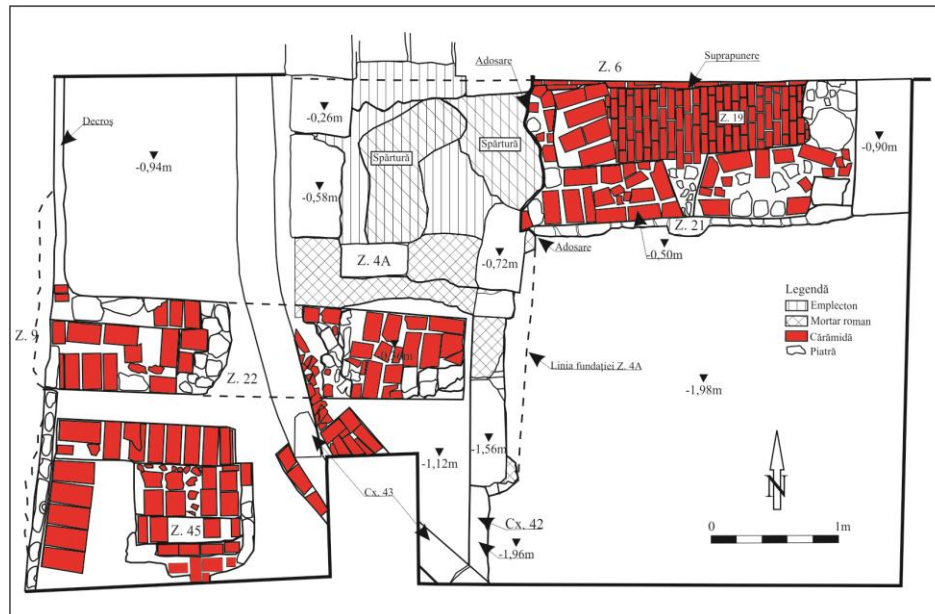 Z. 6
Suprapunere
Adosare
Decroș
-0,26m
Z. 19
-0,90m
-0,94m
Spărtură
Spărtură
-0,58m
Z. 21
Adosare
-0,50m
Z. 4A
-0,72m
Legendă
Emplecton
Mortar roman
Cărămidă
Piatră
Z. 9
Linia fundației Z. 4A
Z. 22
-1,98m
-1,56m
-1,12m
Cx. 43
N
Z. 45
Cx. 42
0 1m
-1,96m